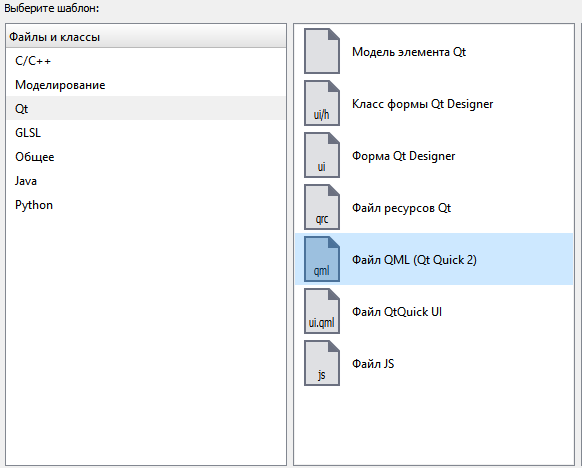 Выберите шаблон:
Файлы и классы
C/C++
Моделирование
Qt
GLSL
Общее
Java
Python
Модель элемента Qt
ui/h
Класс формы Qt Designer
ui
Форма Qt Designer
qrc
Файл ресурсов Qt
qml
Файл QML (Qt Quick 2)
ui.qml
Файл QtQuick UI
js
Файл JS